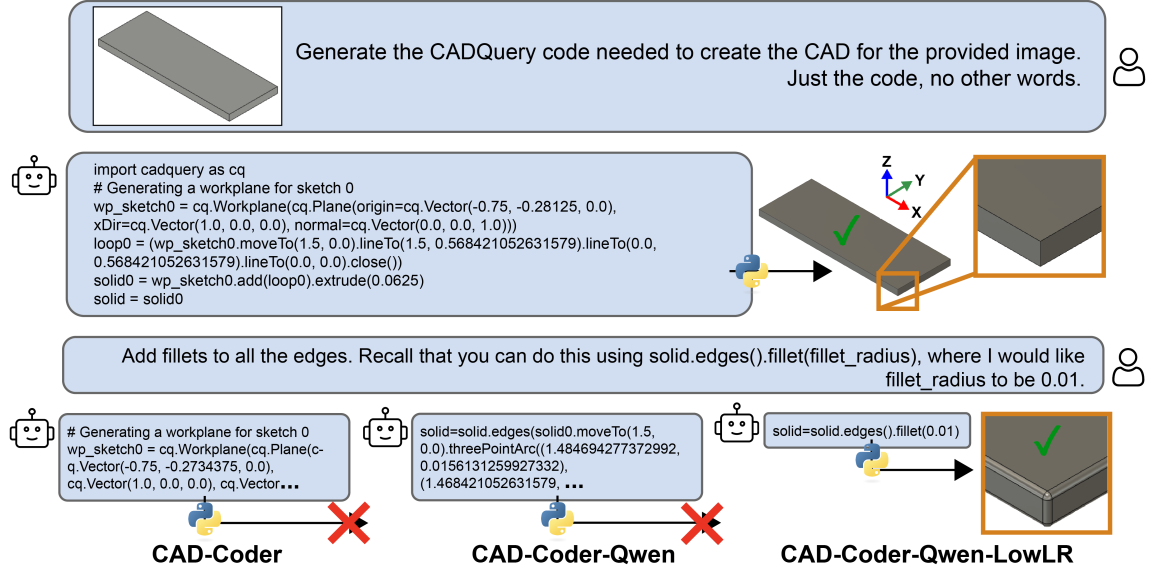 Generate the CADQuery code needed to create the CAD for the provided image.
Just the code, no other words.
import cadquery as cq
# Generating a workplane for sketch 0
wp_sketch0 = cq.Workplane(cq.Plane(origin=cq.Vector(-0.75, -0.28125, 0.0),
xDir=cq.Vector(1.0, 0.0, 0.0), normal=cq.Vector(0.0, 0.0, 1.0)))
loop0 = (wp_sketch0.moveTo(1.5, 0.0).lineTo(1.5, 0.568421052631579).lineTo(0.0,
0.568421052631579).lineTo(0.0, 0.0).close())
solid0 = wp_sketch0.add(loop0).extrude(0.0625)
solid = solid0
Z
Y
X
Add fillets to all the edges. Recall that you can do this using solid.edges().fillet(fillet_radius), where I would like
fillet_radius to be 0.01.
# Generating a workplane for sketch 0
wp_sketch0 = cq.Workplane(cq.Plane(c-
q.Vector(-0.75, -0.2734375, 0.0),
cq.Vector(1.0, 0.0, 0.0), cq.Vector...
CAD-Coder
solid=solid.edges(solid0.moveTo(1.5,
0.0).threePointArc((1.484694277372992,
0.0156131259927332),
(1.468421052631579, ...
CAD-Coder-Qwen
solid=solid.edges().fillet(0.01)
CAD-Coder-Qwen-LowLR